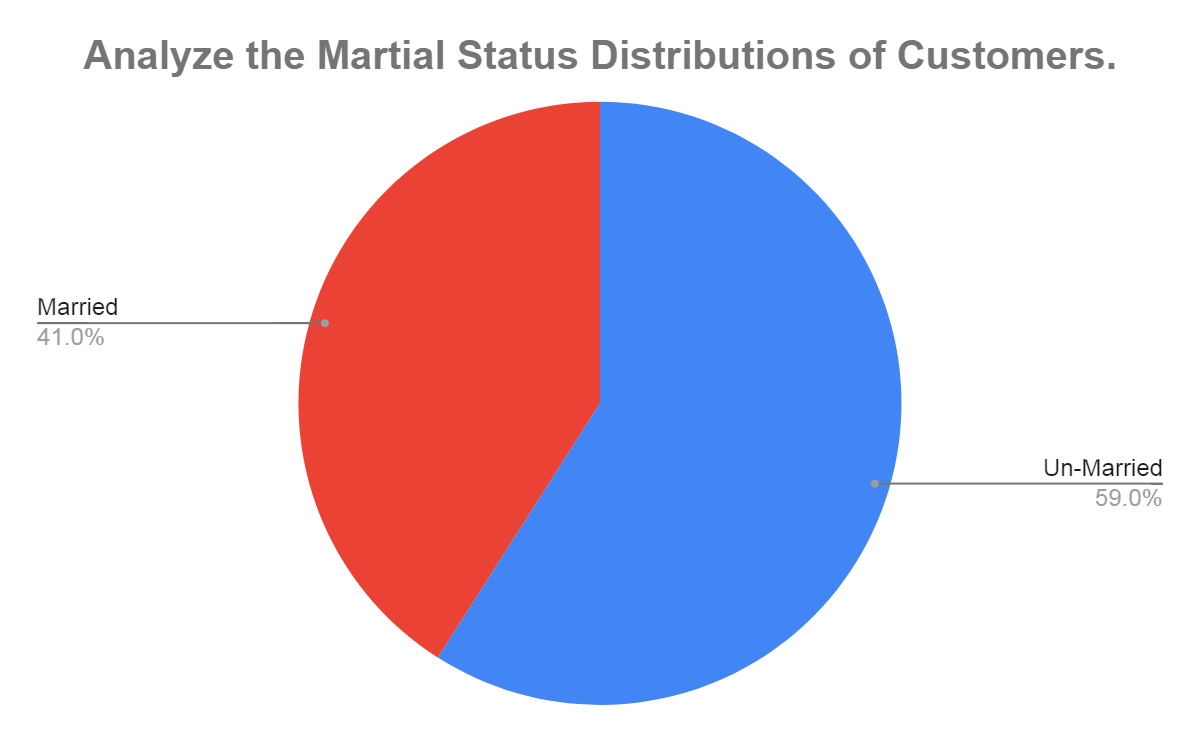 Analyze the Martial Status Distributions of Customers.
Married
41.0%
Un-Married
59.0%